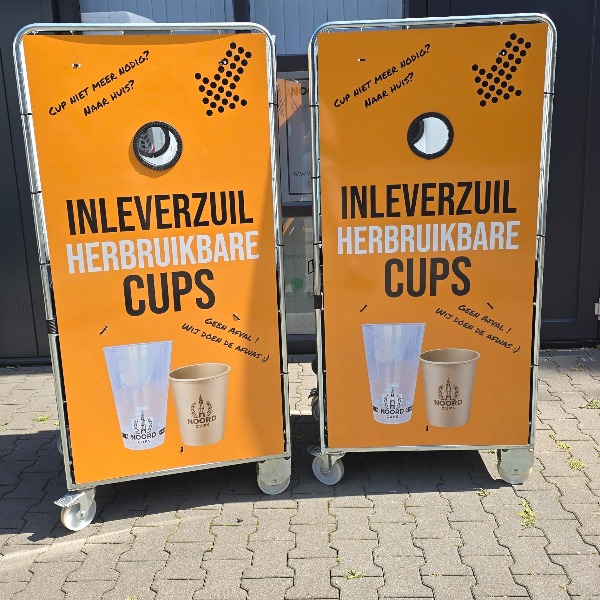 CUP NIET MEER NODIG?
NAAR HUIS?
INLEVERZUIL
HERBRUIKBARE
CUPS
GEEN AFVAL!
WIJ DOEN DE AFWAS :)
NOORD
CUPS
NOORD
CUPS
CUP NIET MEER NODIG?
NAAR HUIS?
INLEVERZUIL
HERBRUIKBARE
CUPS
GEEN AFVAL!
WIJ DOEN DE AFWAS :)
NOORD
CUPS
NOORD
CUPS